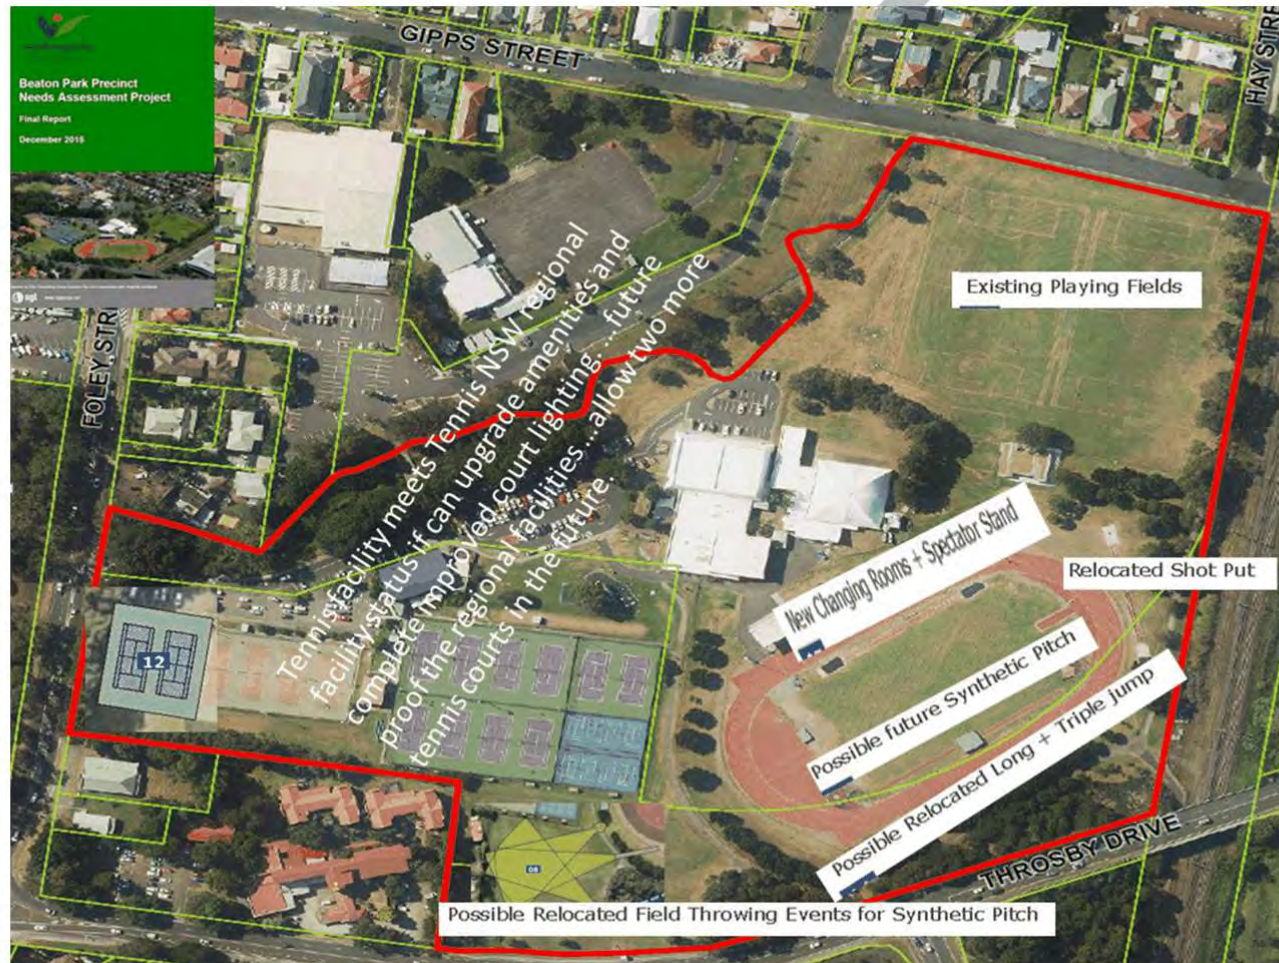 Beaton Park Precinct
Needs Assessment Project
Final Report
December 2015
GIPPS STREET
HAY STRE
FOLEY STR
Existing Playing Fields
Tennis facility meets Tennis NSW regional
facility status if can upgrade amenities and
complete improved court lighting. ...future
proof the regional facilities...allow two more
tennis courts in the future.
New Changing Rooms + Spectator Stand
Relocated Shot Put
12
Possible future Synthetic Pitch
Possible Relocated Long + Triple jump
THROSBY DRIVE
08
Possible Relocated Field Throwing Events for Synthetic Pitch
sgl